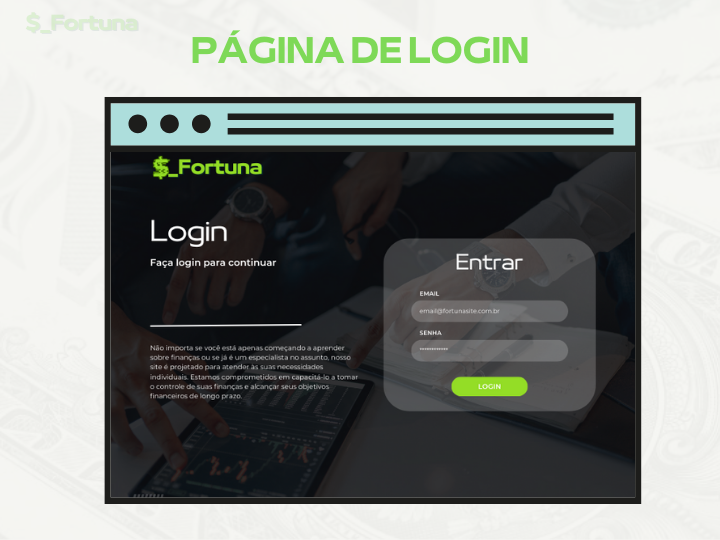 $_Fortuna
PÁGINA DE LOGIN
$_Fortuna
Login
Faça login para continuar
Não importa se você está apenas começando a aprender
sobre finanças ou se já é um especialista no assunto, nosso
site é projetado para atender às suas necessidades
individuais. Estamos comprometidos em capacitá-lo a tomar
o controle de suas finanças e alcançar seus objetivos
financeiros de longo prazo.
Entrar
EMAIL
email@fortunasite.com.br
SENHA
LOGIN